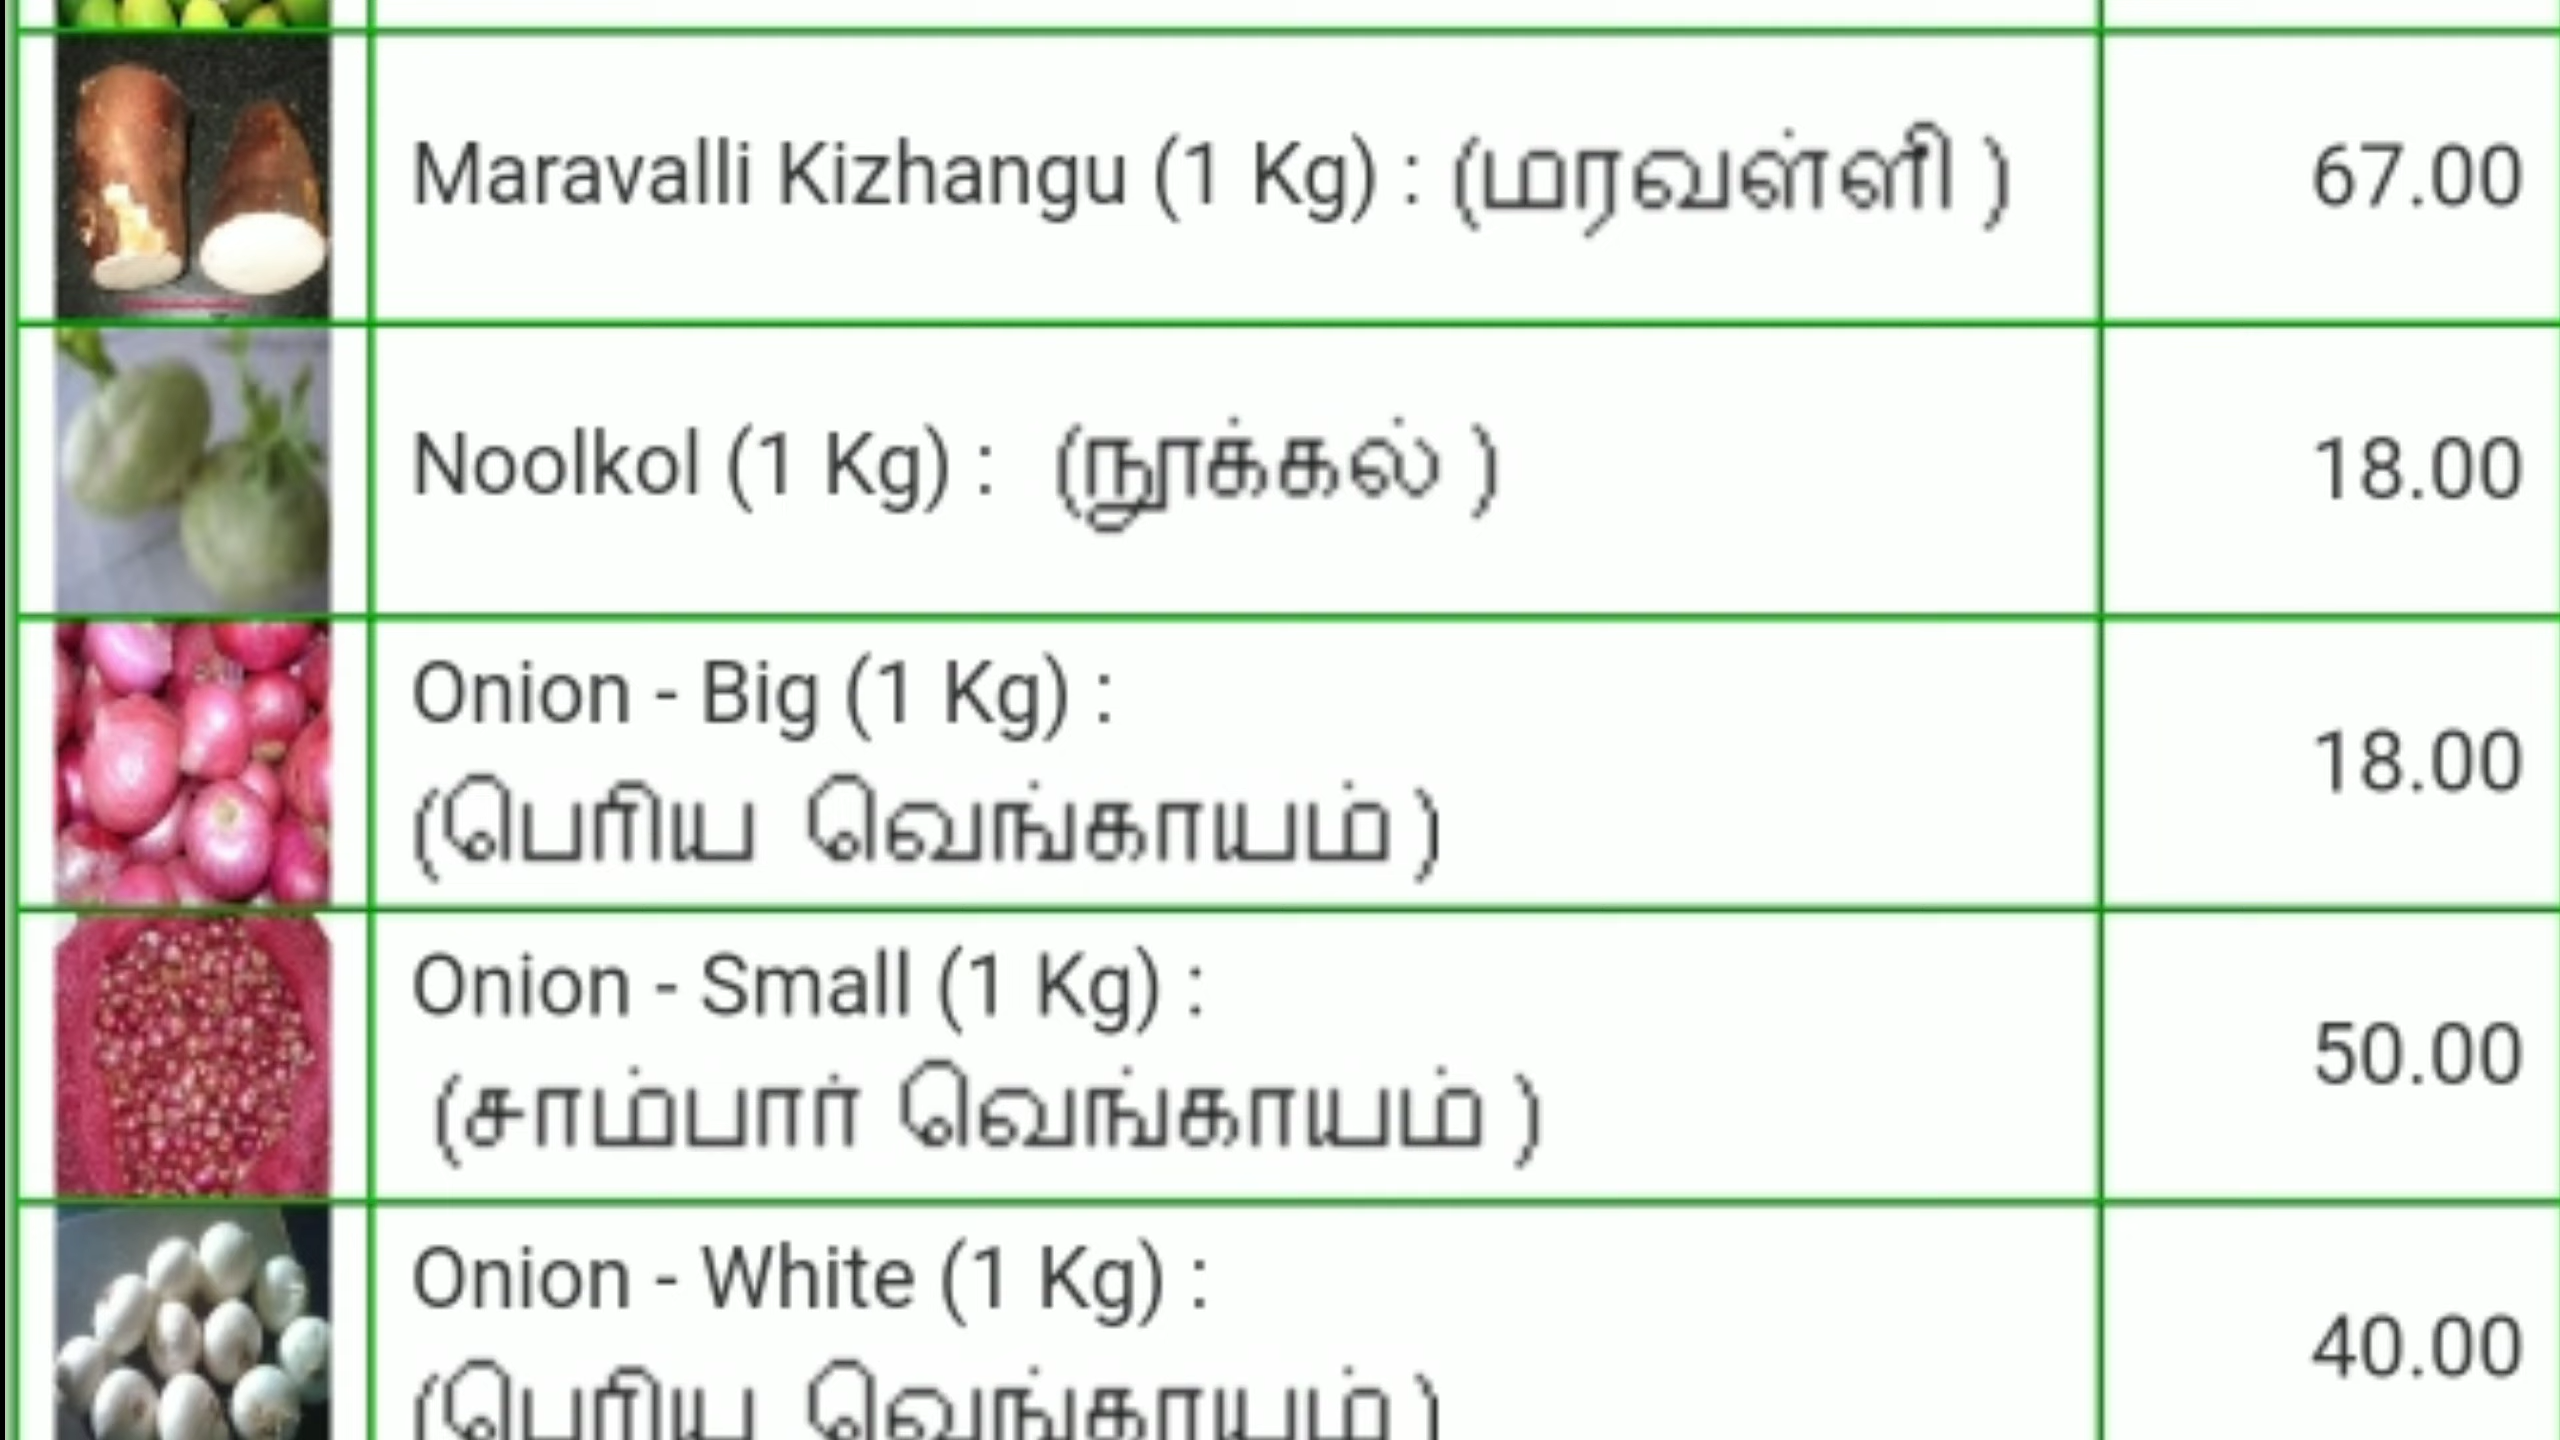 Maravalli Kizhangu (1 Kg) : (மரவள்ளி )
67.00
Noolkol (1 Kg) : (நூக்கல் )
18.00
Onion - Big (1 Kg) :
(பெரிய வெங்காயம் )
18.00
Onion - Small (1 Kg) :
(சாம்பார் வெங்காயம் )
50.00
Onion - White (1 Kg) :
(பெரிய வெங்காயம் )
40.00